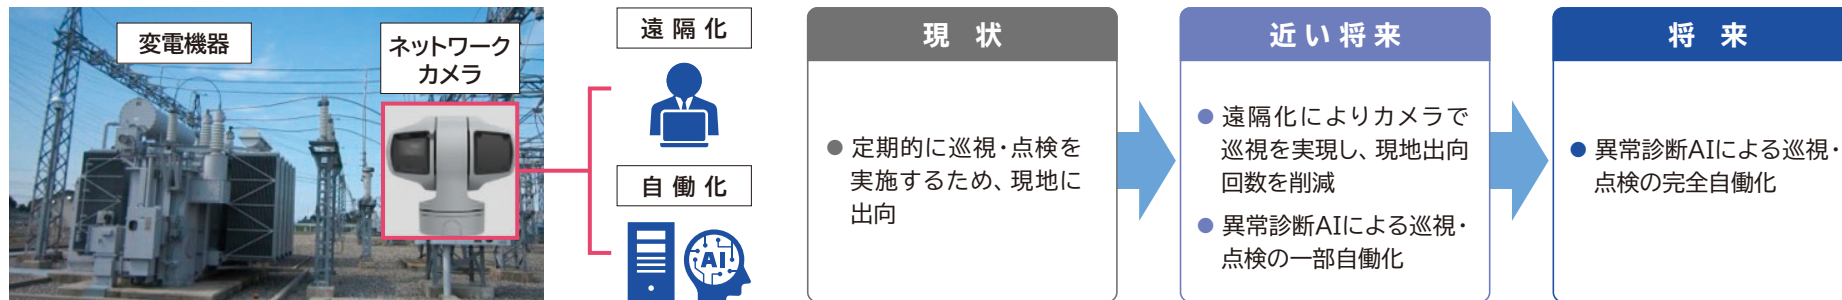 変電機器
ネットワーク
カメラ
遠隔化
自働化
AI
現状
定期的に巡視・点検を
実施するため、現地に
出向
近い将来
● 遠隔化によりカメラで
巡視を実現し、現地出向
回数を削減
● 異常診断AIによる巡視・
点検の一部自働化
将来
● 異常診断AIによる巡視・
点検の完全自働化